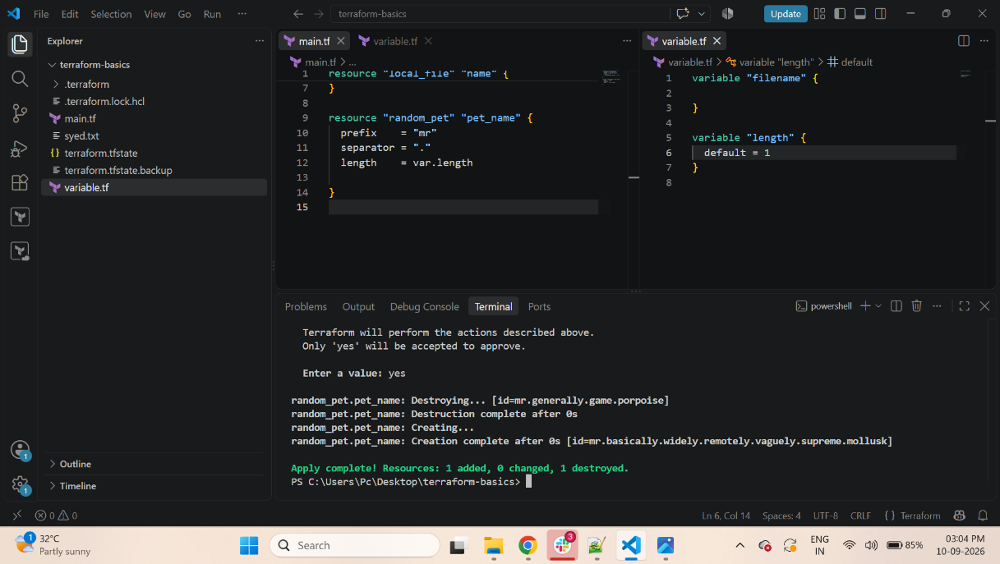 File Edit Selection View Go Run ···
terraform-basics
Update
Explorer
terraform-basics
.terraform
.terraform.lock.hcl
main.tf
syed.txt
{} terraform.tfstate
terraform.tfstate.backup
variable.tf
Outline
Timeline
1
1
main.tf
variable.tf
main.tf > ...
1 resource "local_file" "name" {
7 }
8
9 resource "random_pet" "pet_name" {
10 prefix = "mr"
11 separator = "."
12 length = var.length
13
14 }
15
variable.tf
variable.tf > variable "length" > default
1 variable "filename" {
2
3 }
4
5 variable "length" {
6 default = 1
7 }
8
Problems Output Debug Console Terminal Ports
powershell
Terraform will perform the actions described above.
Only 'yes' will be accepted to approve.
Enter a value: yes
random_pet.pet_name: Destroying... [id=mr.generally.game.porpoise]
random_pet.pet_name: Destruction complete after 0s
random_pet.pet_name: Creating...
random_pet.pet_name: Creation complete after 0s [id=mr.basically.widely.remotely.vaguely.supreme.mollusk]
Apply complete! Resources: 1 added, 0 changed, 1 destroyed.
PS C:\Users\Pc\Desktop\terraform-basics>
0 0
Ln 6, Col 14 Spaces: 4 UTF-8 CRLF {} Terraform
1
32°C
Partly sunny
Search
3
ENG
IN
85%
03:04 PM
10-09-2026